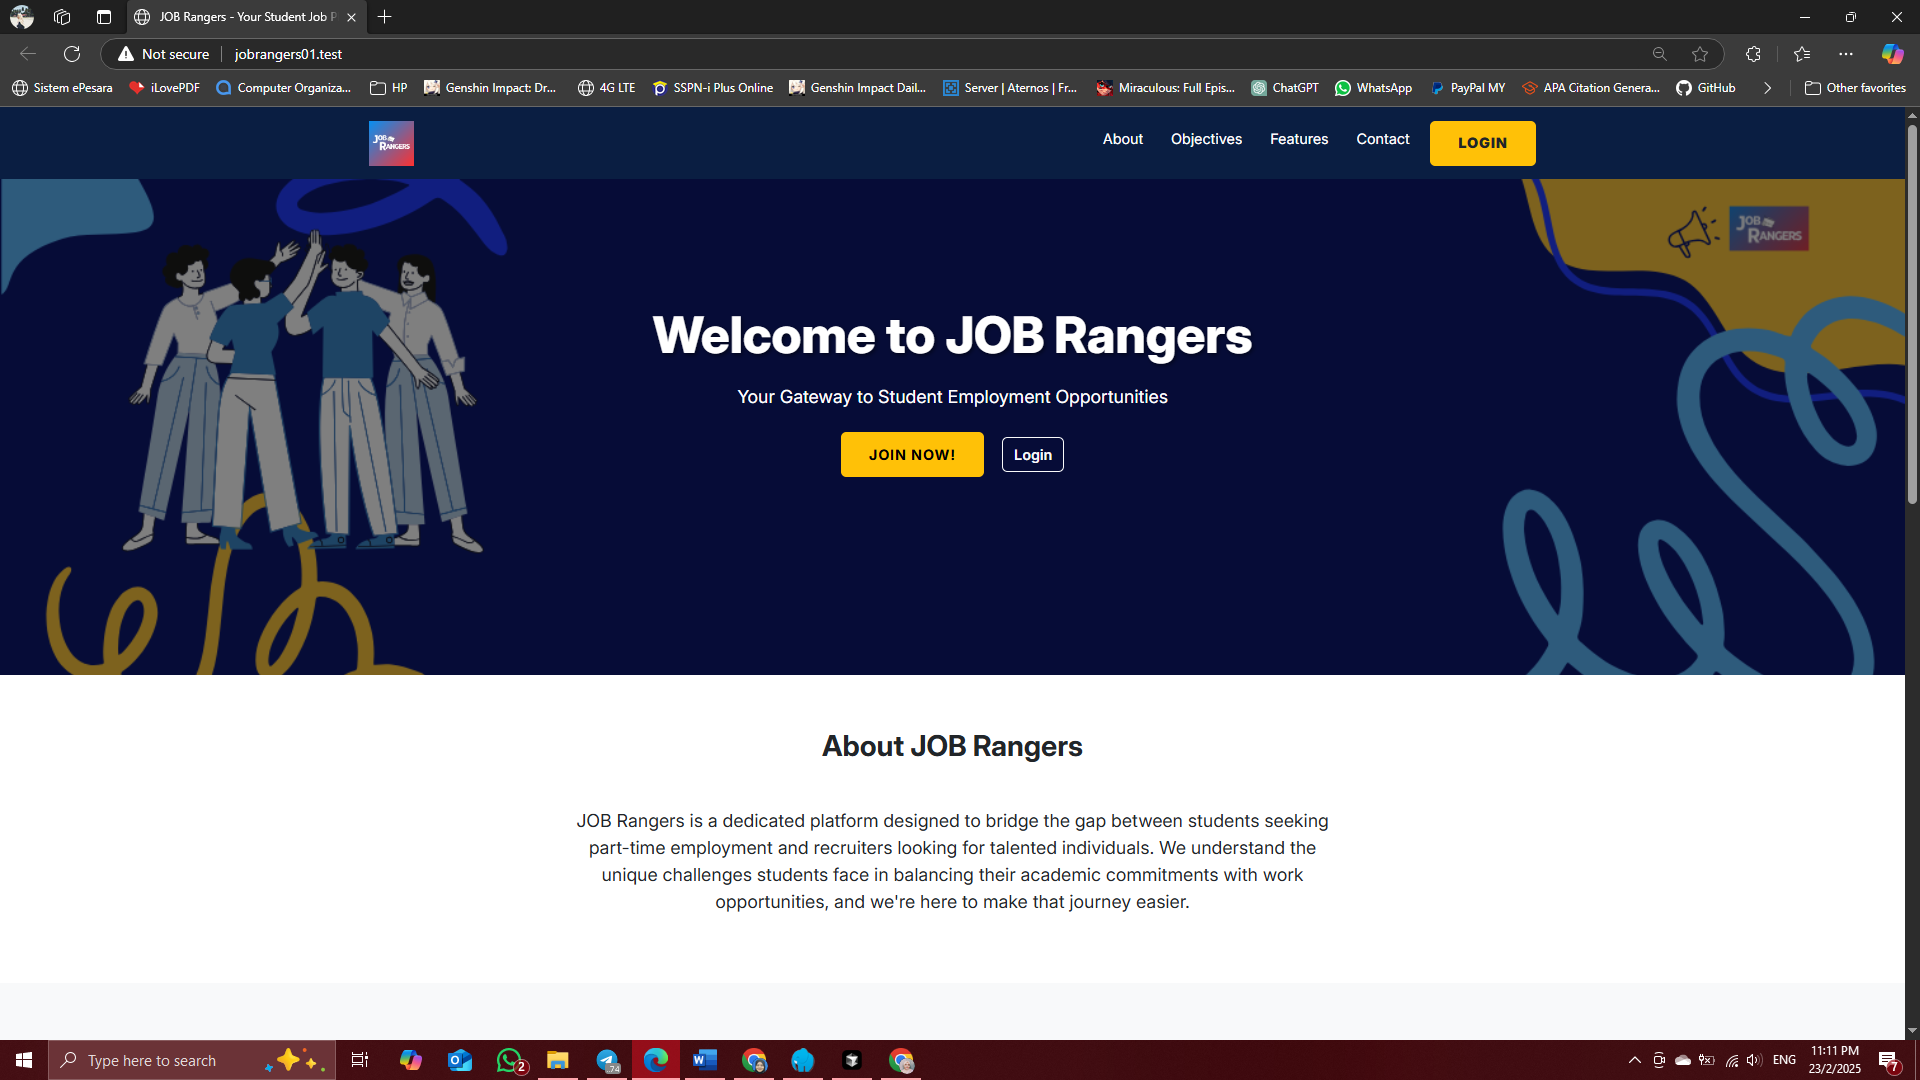 JOB Rangers - Your Student Job P
Not secure
jobrangers01.test
Sistem ePesara
iLovePDF
Computer Organiza...
HP
Genshin Impact: Dr...
4G LTE
SSPN-i Plus Online
Genshin Impact Dail...
Server | Aternos | Fr...
Miraculous: Full Epis...
ChatGPT
WhatsApp
PayPal MY
APA Citation Genera...
GitHub
Other favorites
JOB
RANGERS
About
Objectives
Features
Contact
LOGIN
JOB
RANGERS
Welcome to JOB Rangers
Your Gateway to Student Employment Opportunities
JOIN NOW!
Login
About JOB Rangers
JOB Rangers is a dedicated platform designed to bridge the gap between students seeking
part-time employment and recruiters looking for talented individuals. We understand the
unique challenges students face in balancing their academic commitments with work
opportunities, and we're here to make that journey easier.
Type here to search
2
74
ENG
11:11 PM
23/2/2025
7